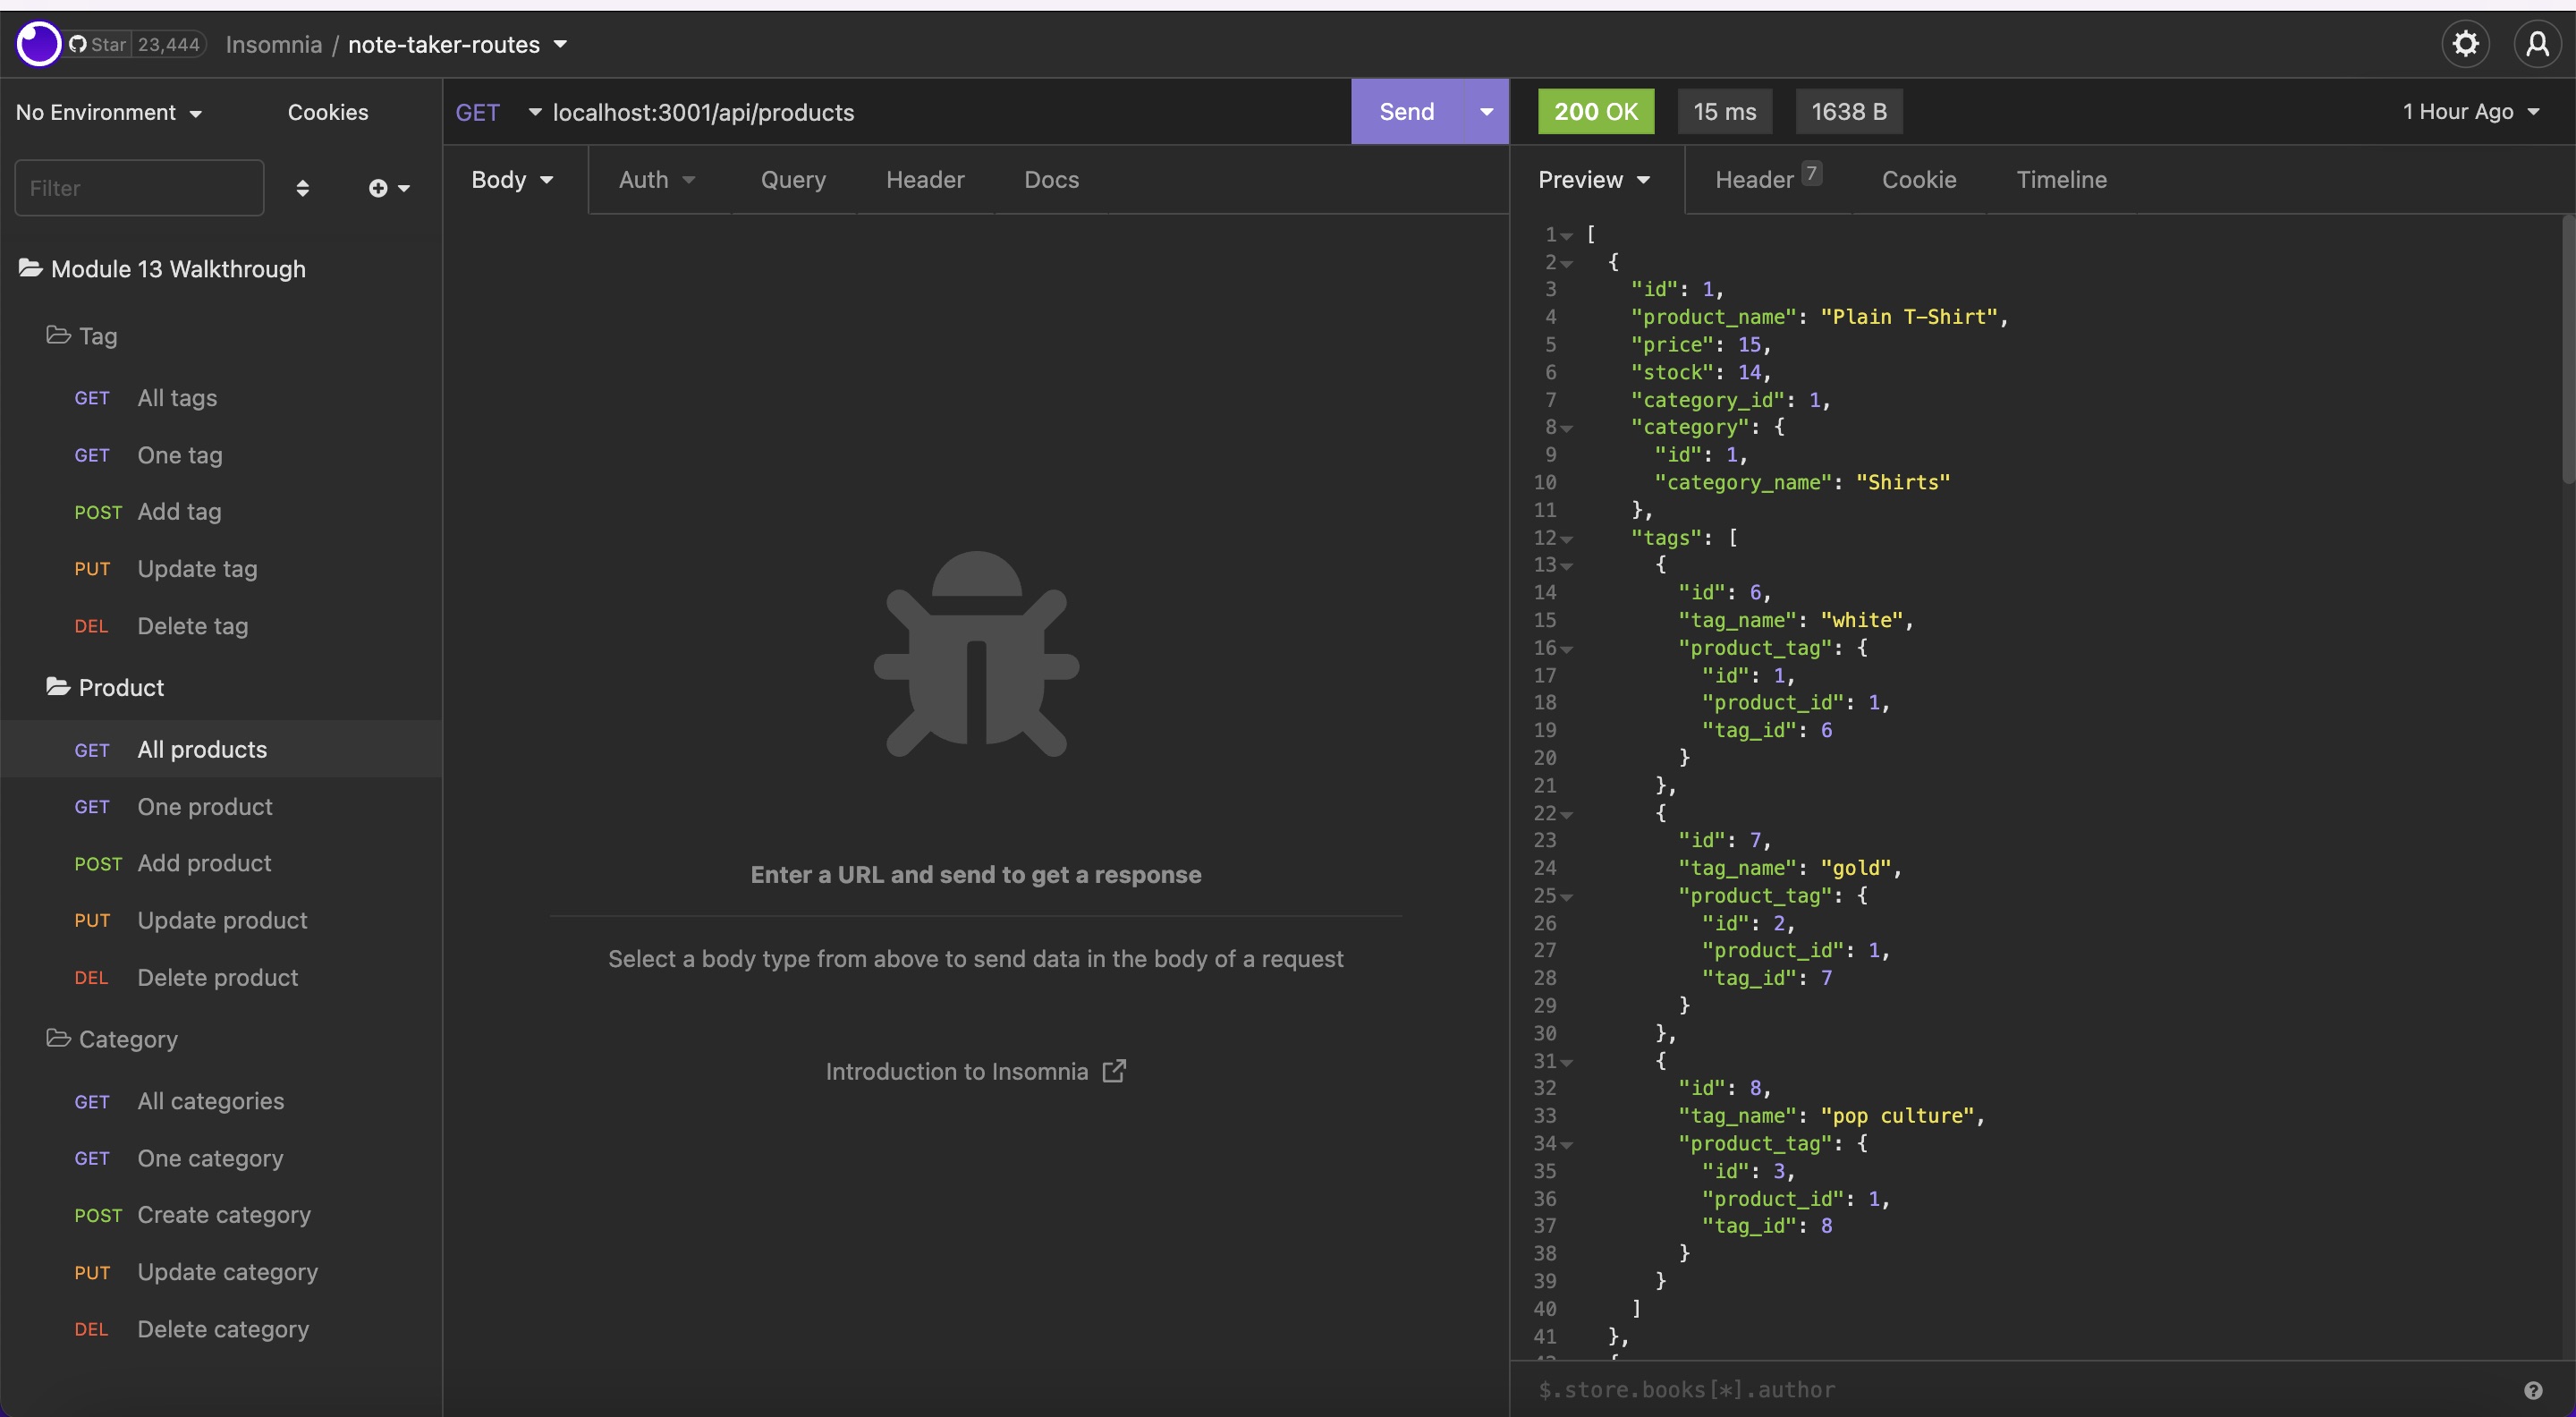 Star 23,444 Insomnia / note-taker-routes
No Environment Cookies
Filter
Module 13 Walkthrough
Tag
GET All tags
GET One tag
POST Add tag
PUT Update tag
DEL Delete tag
Product
GET All products
GET One product
POST Add product
PUT Update product
DEL Delete product
Category
GET All categories
GET One category
POST Create category
PUT Update category
DEL Delete category
GET localhost:3001/api/products Send
Body Auth Query Header Docs
Enter a URL and send to get a response
Select a body type from above to send data in the body of a request
Introduction to Insomnia
200 OK 15 ms 1638 B 1 Hour Ago
Preview Header 7 Cookie Timeline
1 [
2 {
3 "id": 1,
4 "product_name": "Plain T-Shirt",
5 "price": 15,
6 "stock": 14,
7 "category_id": 1,
8 "category": {
9 "id": 1,
10 "category_name": "Shirts"
11 },
12 "tags": [
13 {
14 "id": 6,
15 "tag_name": "white",
16 "product_tag": {
17 "id": 1,
18 "product_id": 1,
19 "tag_id": 6
20 }
21 },
22 {
23 "id": 7,
24 "tag_name": "gold",
25 "product_tag": {
26 "id": 2,
27 "product_id": 1,
28 "tag_id": 7
29 }
30 },
31 {
32 "id": 8,
33 "tag_name": "pop culture",
34 "product_tag": {
35 "id": 3,
36 "product_id": 1,
37 "tag_id": 8
38 }
39 }
40 ]
41 },
$.store.books[*].author